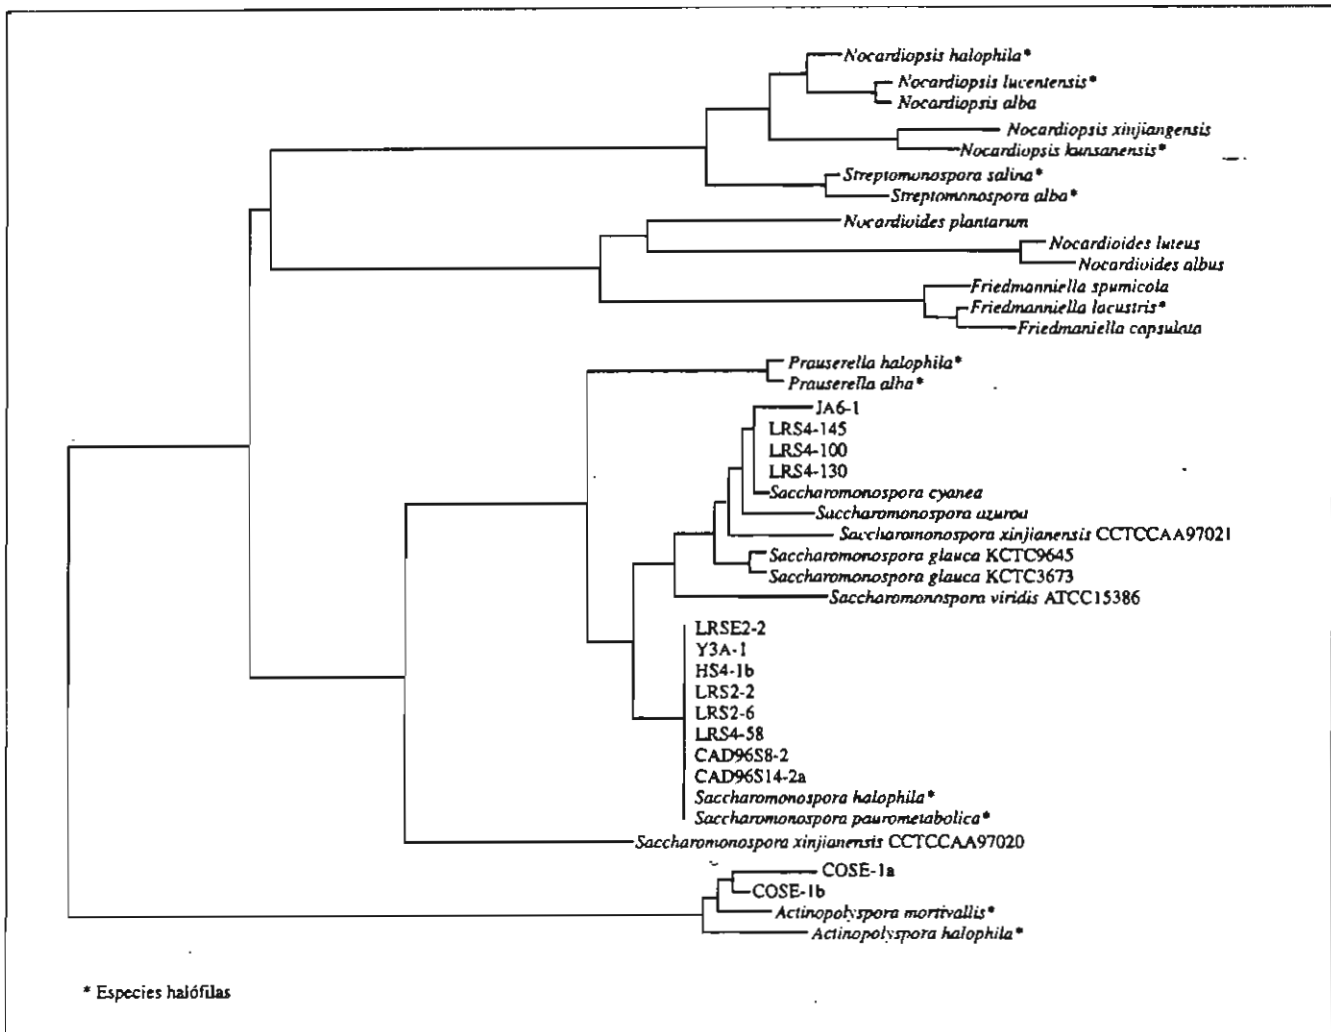 Nocardiopsis halophila*
Nocardiopsis lucentensis*
Nocardiopsis alba
Nocardiopsis xinjiangensis
Nocardiopsis kunsanensis*
Streptomonospora salina*
Streptomonospora alba*
Nocardioides plantarum
Nocardioides luteus
Nocardioides albus
Friedmanniella spumicola
Friedmanniella lacustris*
Friedmaniella capsulata
Prauserella halophila*
Prauserella alba*
JA6-1
LRS4-145
LRS4-100
LRS4-130
Saccharomonospora cyanea
Saccharomonospora azurea
Saccharomonospora xinjianensis CCTCCAA97021
Saccharomonospora glauca KCTC9645
Saccharomonospora glauca KCTC3673
Saccharomonospora viridis ATCC15386
LRSE2-2
Y3A-1
HS4-1b
LRS2-2
LRS2-6
LRS4-58
CAD96S8-2
CAD96S14-2a
Saccharomonospora halophila*
Saccharomonospora paurometabolica*
Saccharomonospora xinjianensis CCTCCAA97020
COSE-1a
COSE-1b
Actinopolyspora mortivallis*
Actinopolyspora halophila*
* Especies halófilas